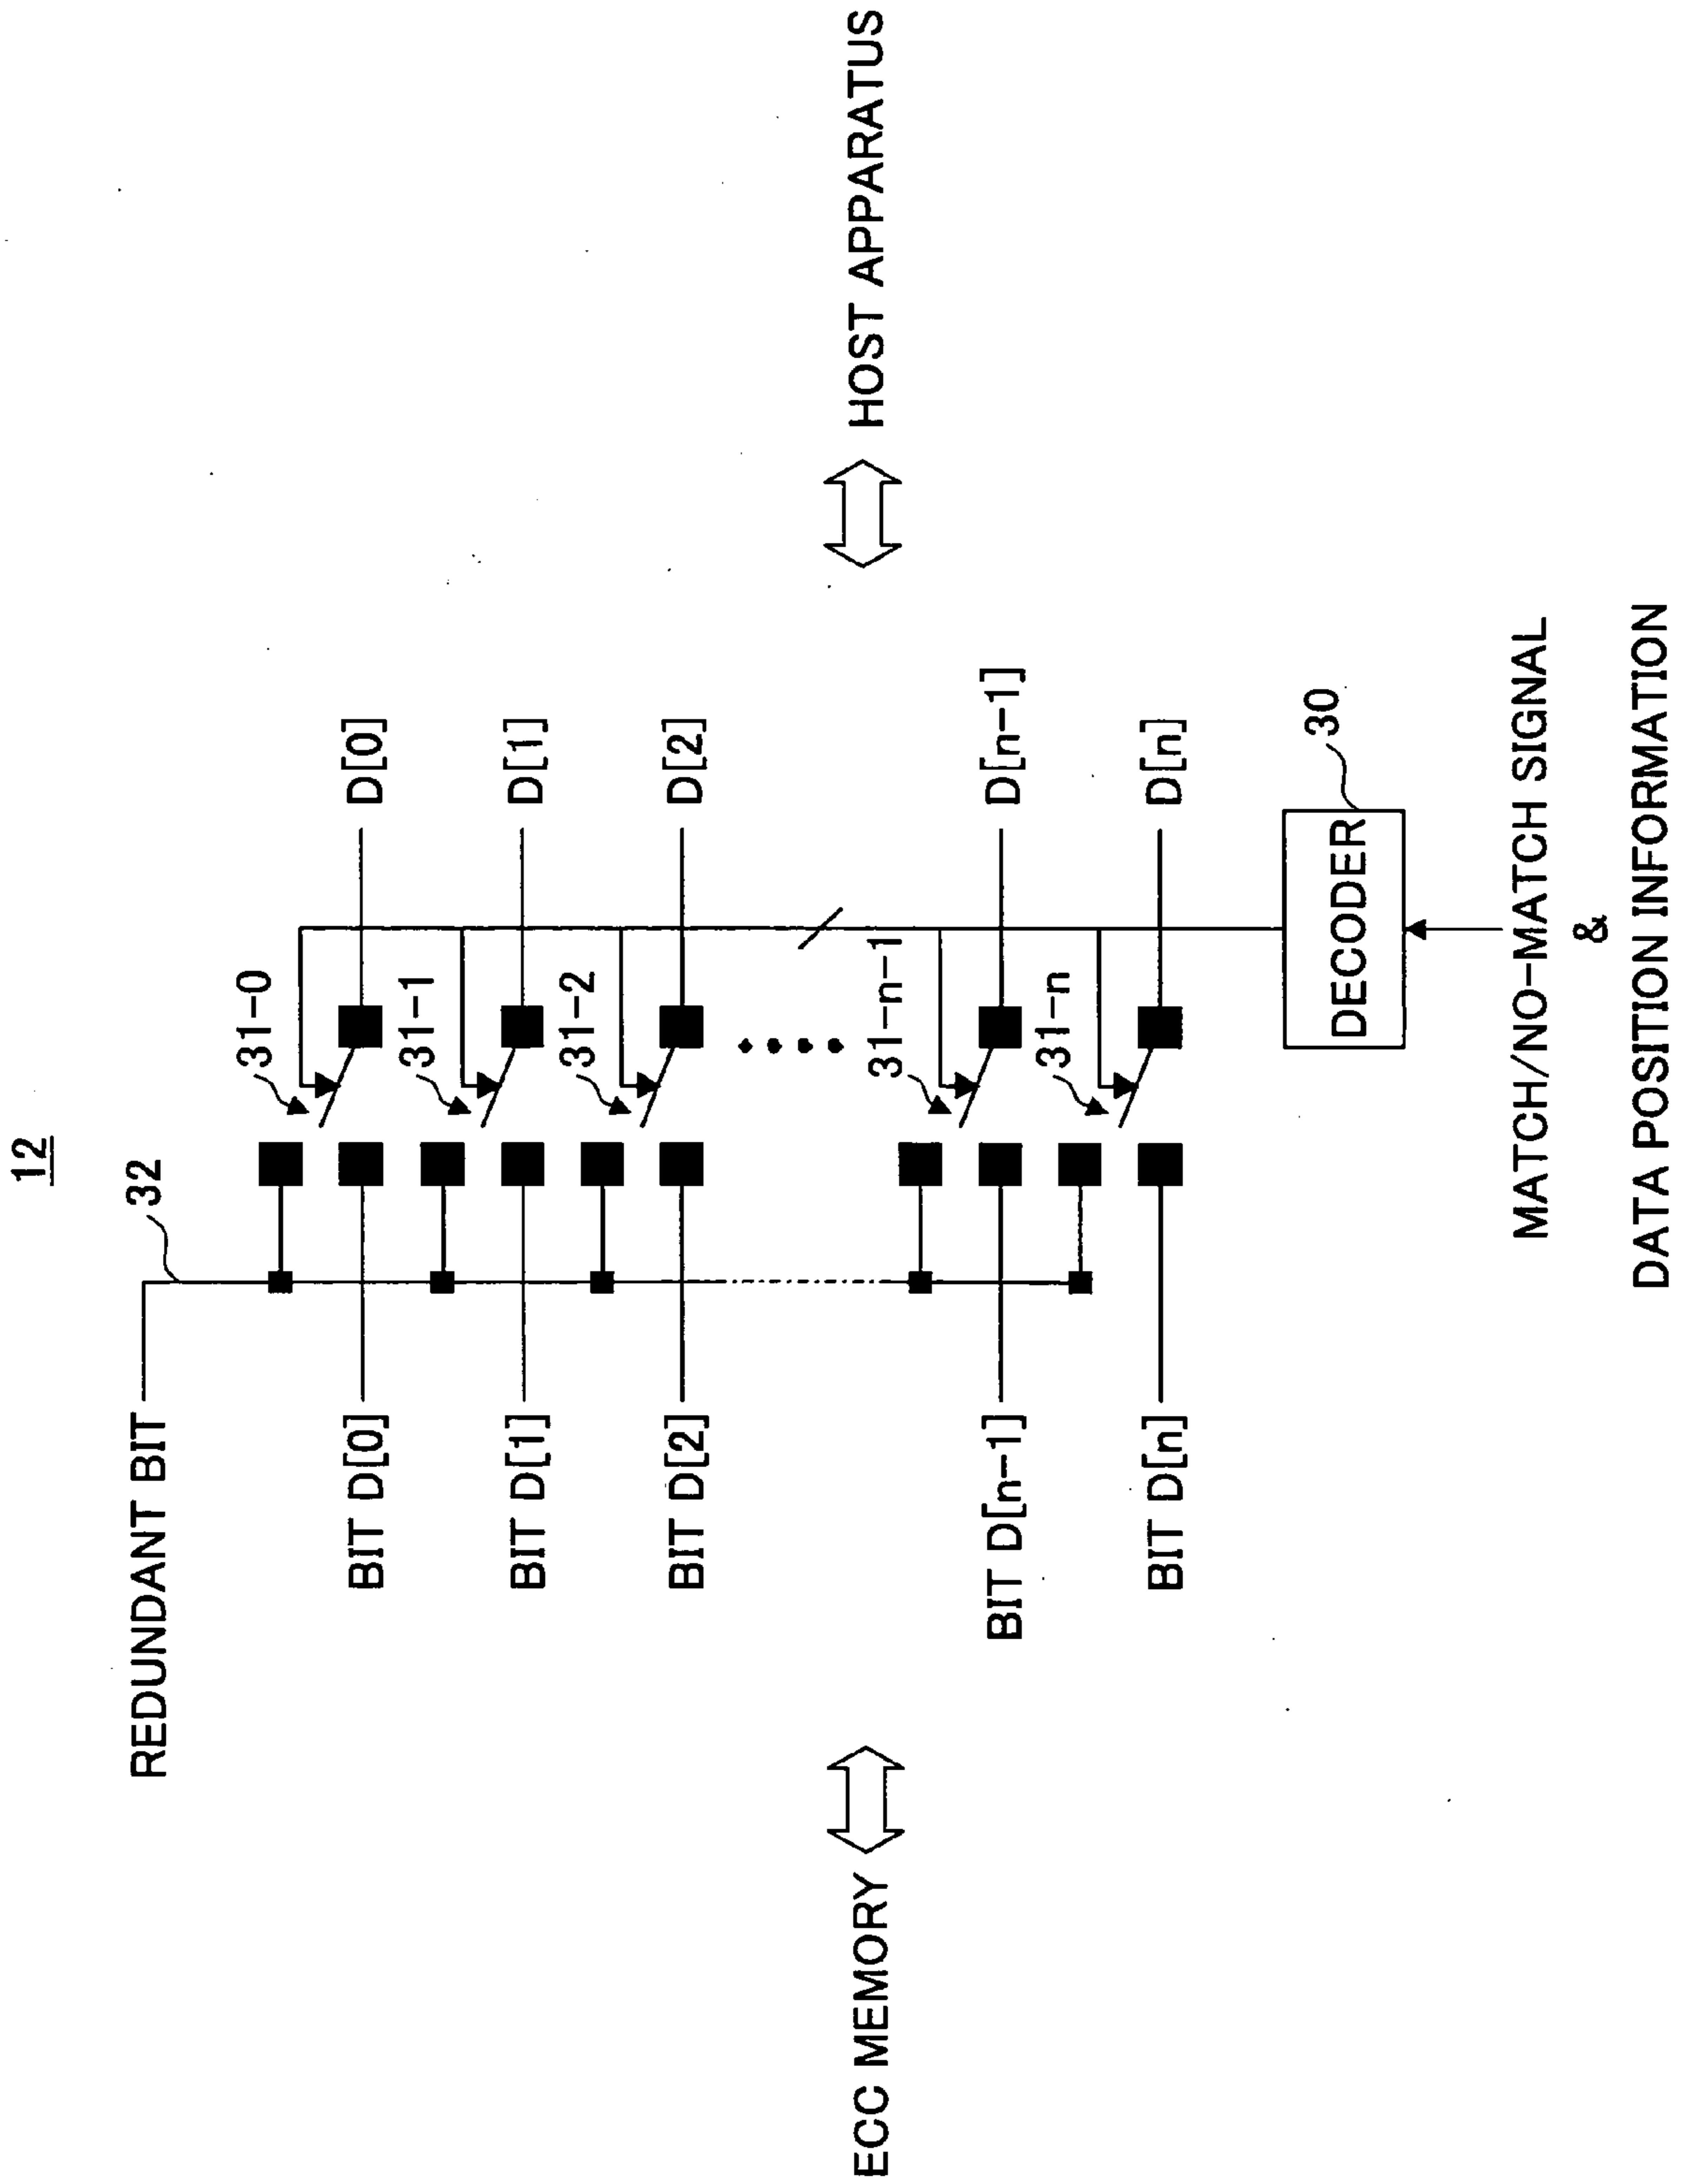 12
REDUNDANT BIT
32
31-0
BIT D[0]
D[0]
31-1
BIT D[1]
D[1]
31-2
BIT D[2]
D[2]
ECC MEMORY
HOST APPARATUS
31-n-1
BIT D[n-1]
D[n-1]
31-n
BIT D[n]
D[n]
DECODER
30
MATCH/NO-MATCH SIGNAL
&
DATA POSITION INFORMATION